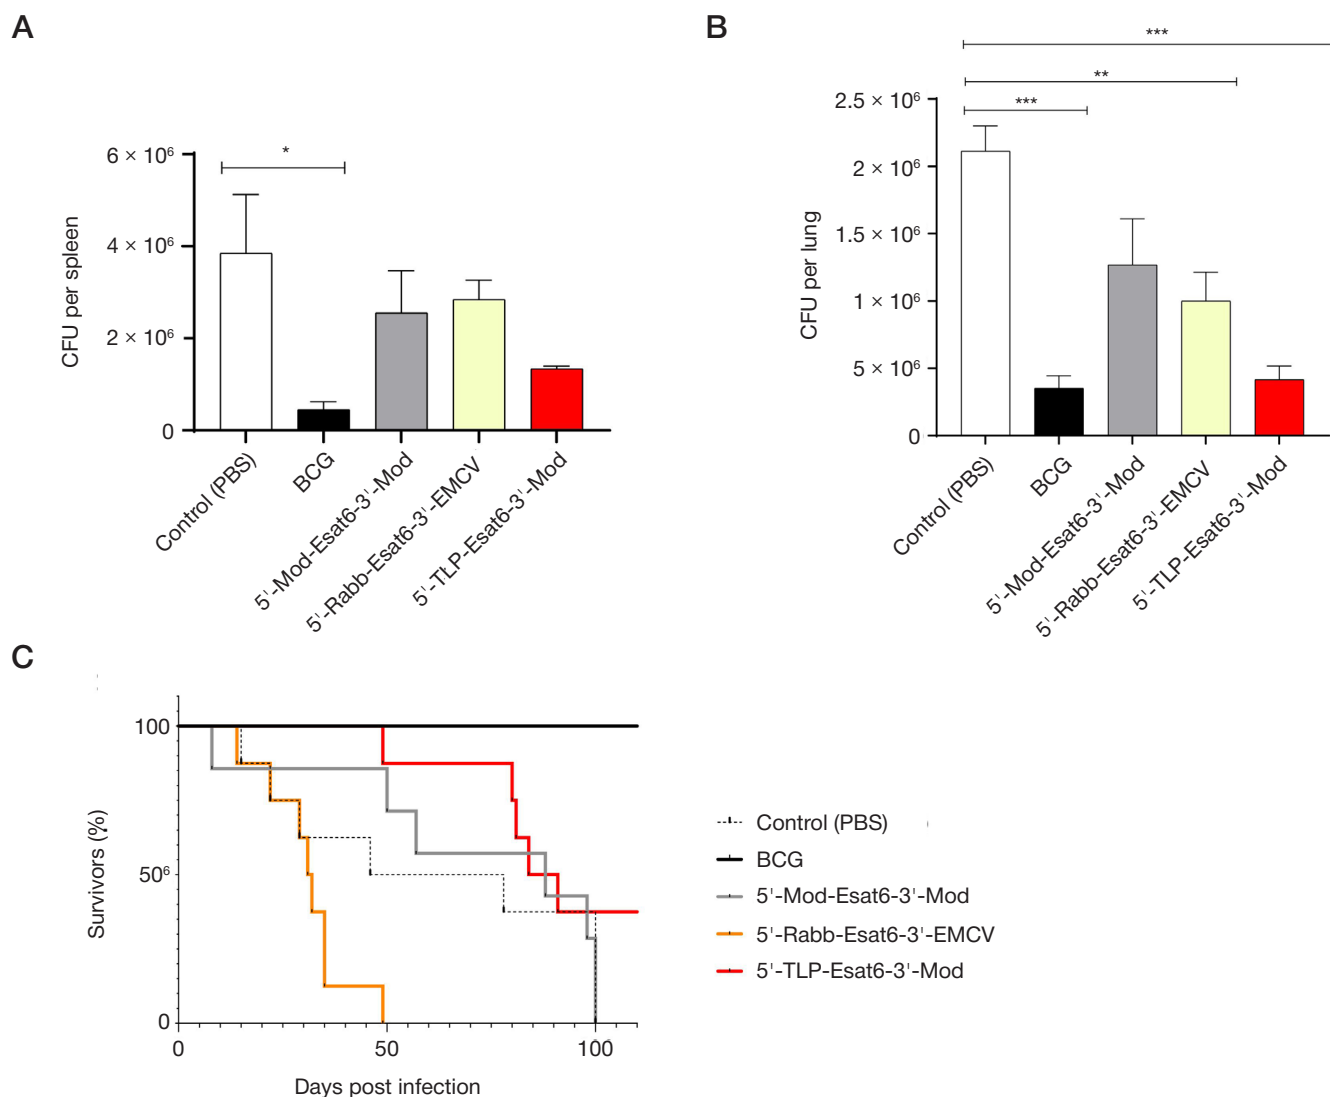 A
6 × 10⁶
4 × 10⁶
2 × 10⁶
0
CFU per spleen
*
Control (PBS)
BCG
5'-Mod-Esat6-3'-Mod
5'-Rabb-Esat6-3'-EMCV
5'-TLP-Esat6-3'-Mod
B
2.5 × 10⁶
2 × 10⁶
1.5 × 10⁶
1 × 10⁶
5 × 10⁶
0
CFU per lung
***
**
***
Control (PBS)
BCG
5'-Mod-Esat6-3'-Mod
5'-Rabb-Esat6-3'-EMCV
5'-TLP-Esat6-3'-Mod
C
100
50⁶
0
Survivors (%)
0
50
100
Days post infection
Control (PBS)
BCG
5'-Mod-Esat6-3'-Mod
5'-Rabb-Esat6-3'-EMCV
5'-TLP-Esat6-3'-Mod